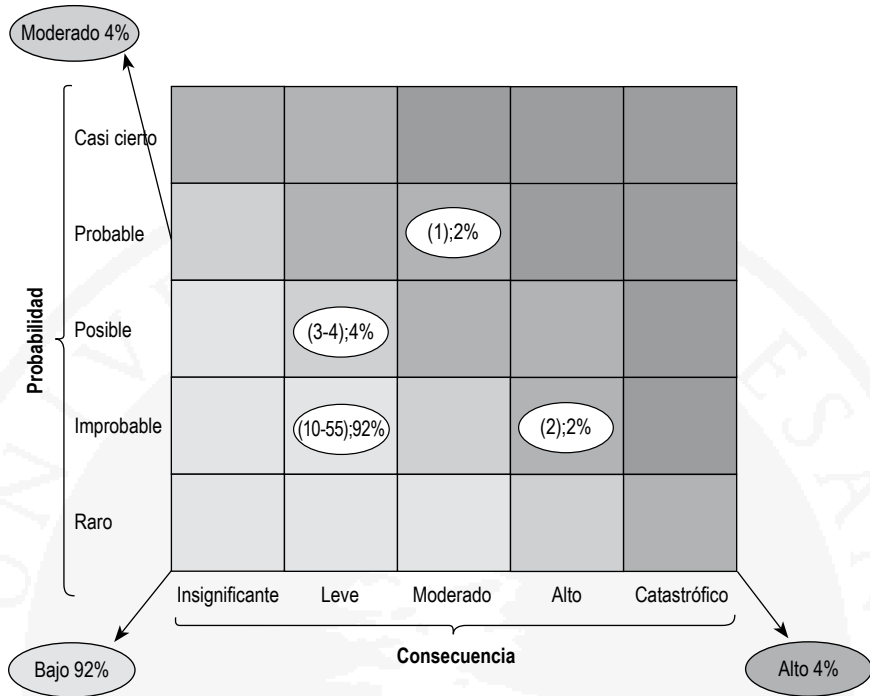 Moderado 4%
Casi cierto
Probable
(1);2%
Probabilidad
Posible
(3-4);4%
Improbable
(10-55);92%
(2);2%
Raro
Insignificante
Leve
Moderado
Alto
Catastrófico
Consecuencia
Bajo 92%
Alto 4%